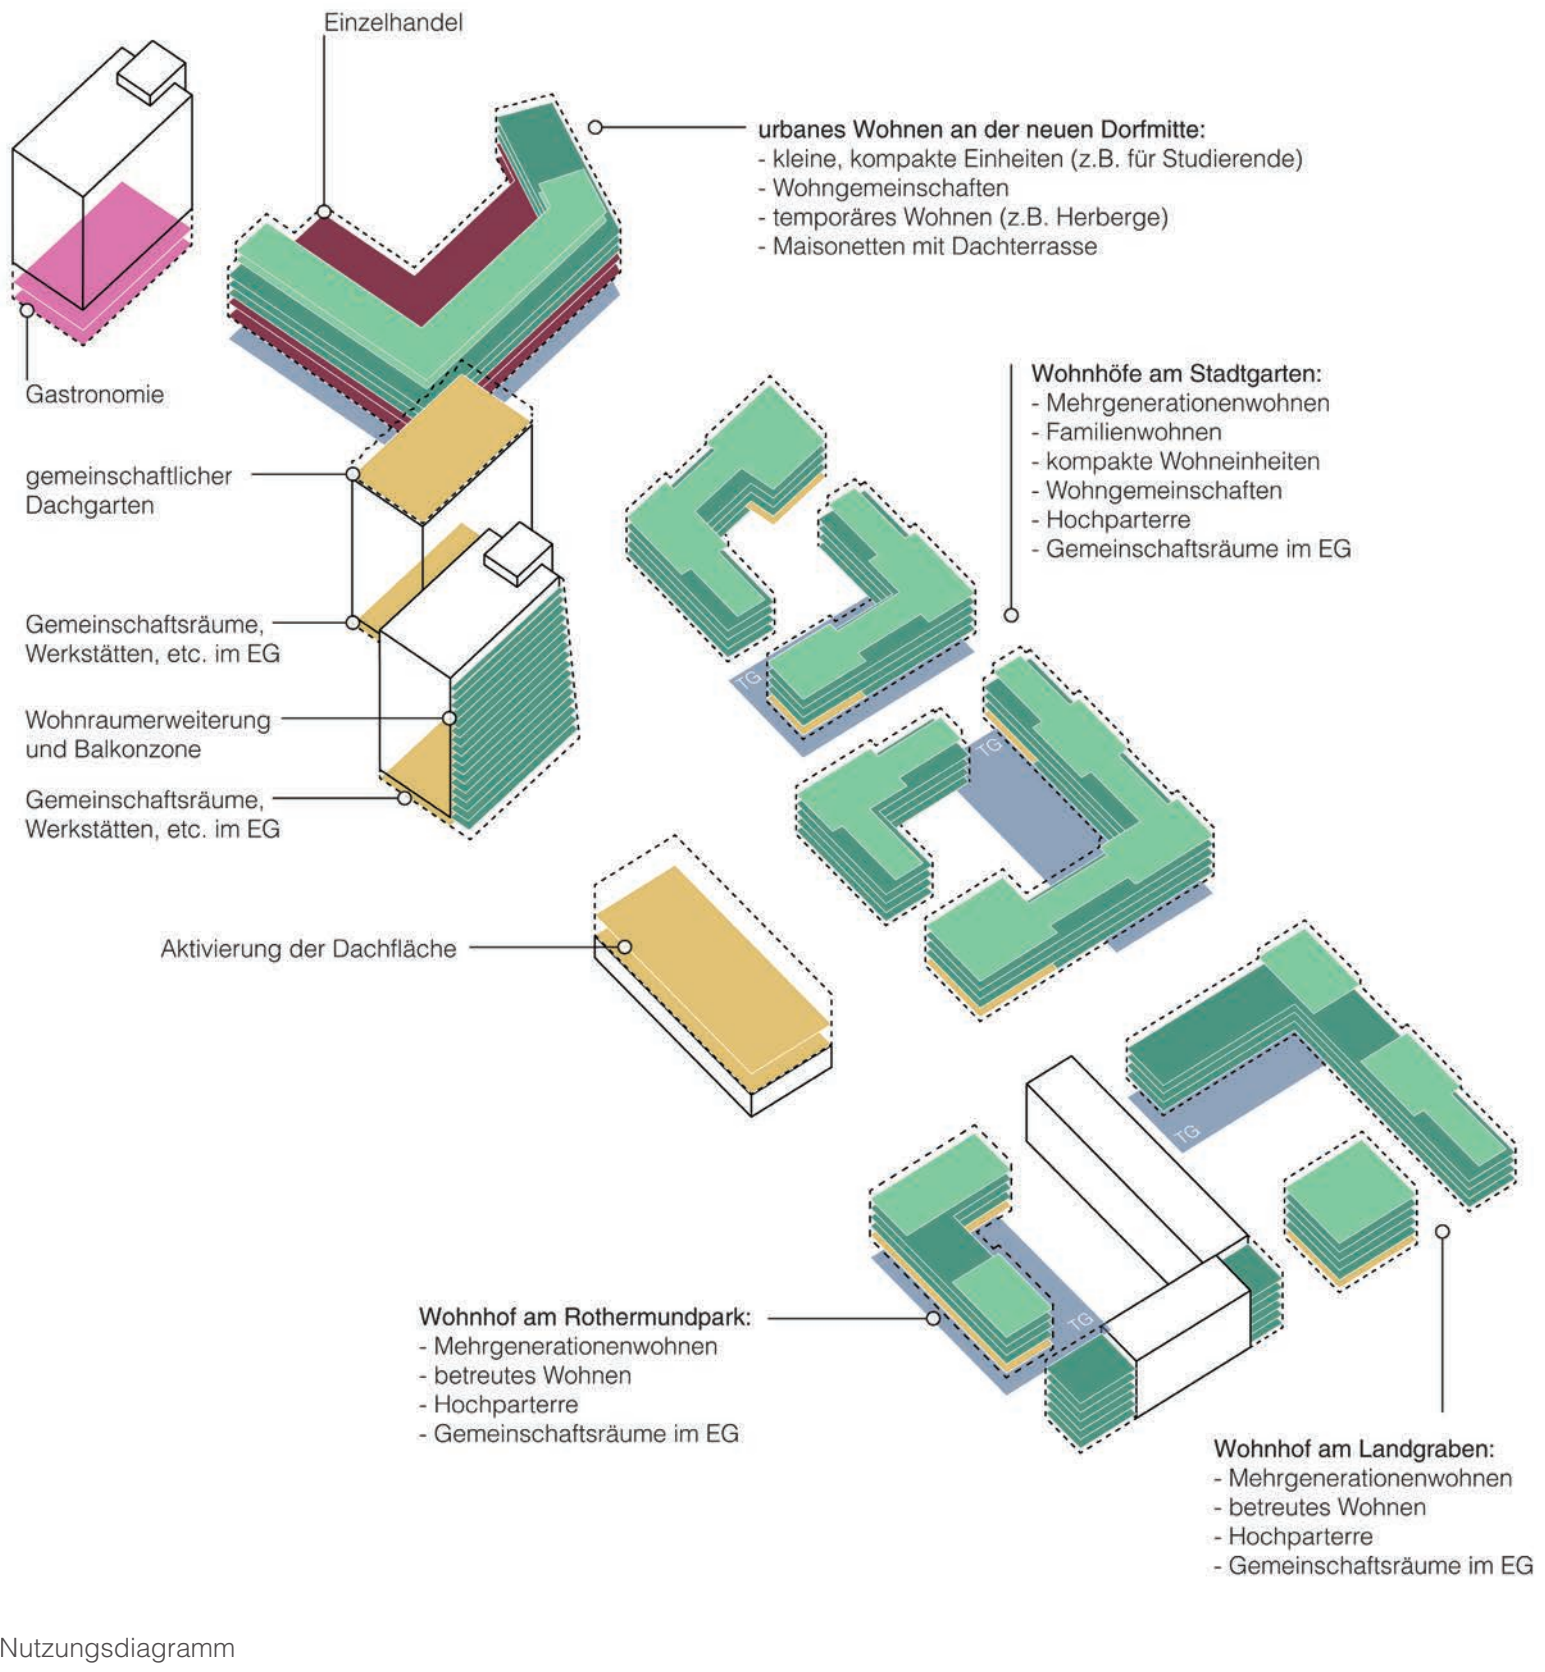 Einzelhandel
urbanes Wohnen an der neuen Dorfmitte:
- kleine, kompakte Einheiten (z.B. für Studierende)
- Wohngemeinschaften
- temporäres Wohnen (z.B. Herberge)
- Maisonetten mit Dachterrasse
Gastronomie
Wohnhöfe am Stadtgarten:
- Mehrgenerationenwohnen
- Familienwohnen
- kompakte Wohneinheiten
- Wohngemeinschaften
- Hochparterre
- Gemeinschaftsräume im EG
gemeinschaftlicher
Dachgarten
Gemeinschaftsräume,
Werkstätten, etc. im EG
TG
Wohnraumerweiterung
und Balkonzone
TG
Gemeinschaftsräume,
Werkstätten, etc. im EG
Aktivierung der Dachfläche
TG
TG
Wohnhof am Rothermundpark:
- Mehrgenerationenwohnen
- betreutes Wohnen
- Hochparterre
- Gemeinschaftsräume im EG
Wohnhof am Landgraben:
- Mehrgenerationenwohnen
- betreutes Wohnen
- Hochparterre
- Gemeinschaftsräume im EG
Nutzungsdiagramm